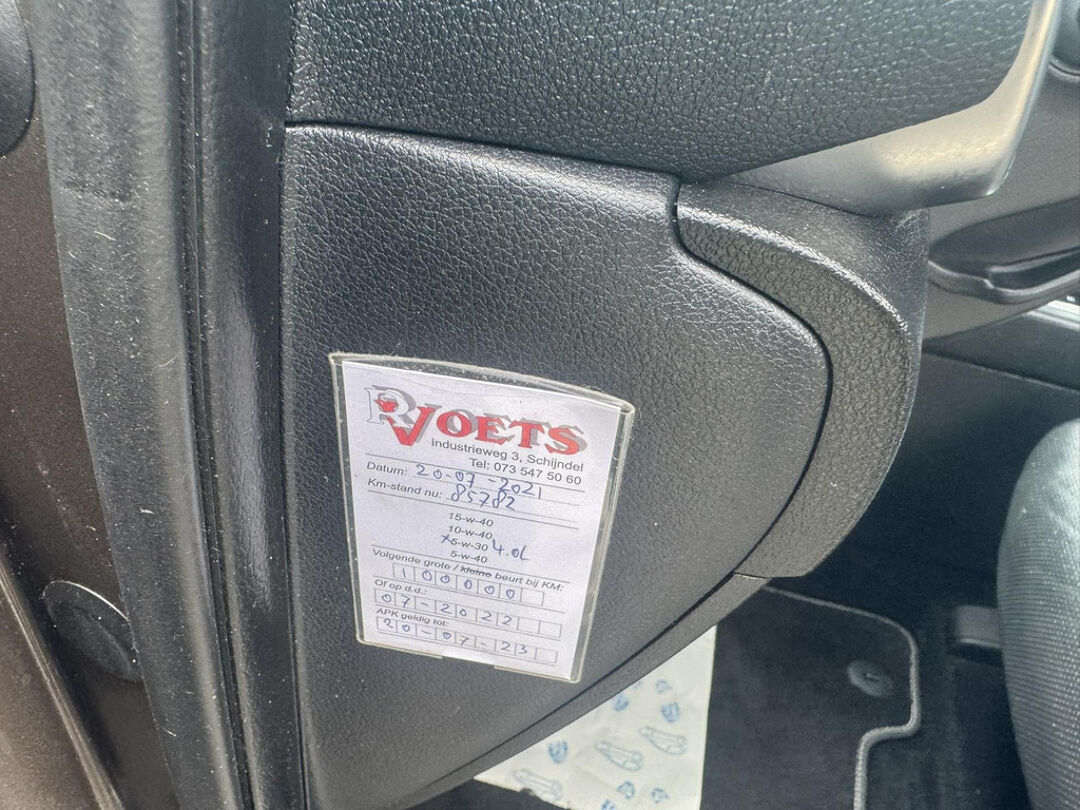 RVOETS
Industrieweg 3, Schijndel
Tel: 073 547 50 60
Datum: 20-07-2021
Km-stand nu: 85782
15-w-40
10-w-40
x5-w-30 4.0L
5-w-40
Volgende grote / kleine beurt bij KM:
100000
Of op d.d.:
07-2022
APK geldig tot:
20-07-23